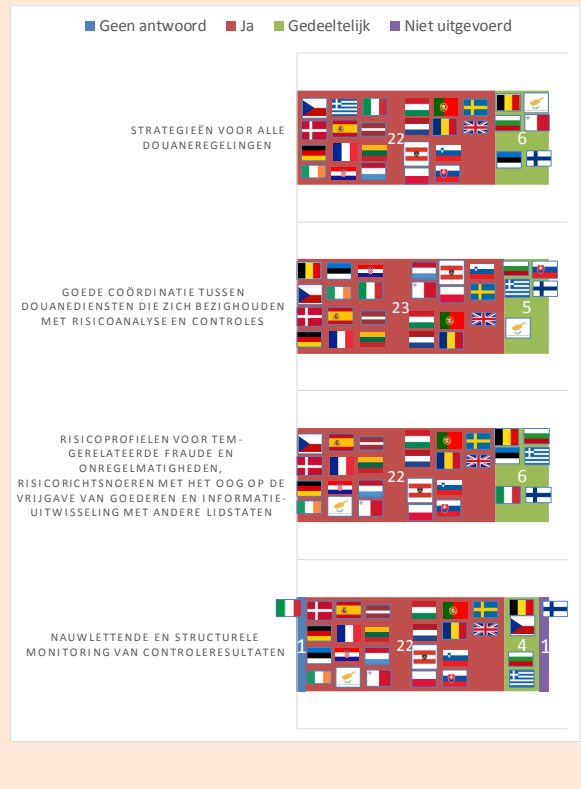 Geen antwoord Ja Gedeeltelijk Niet uitgevoerd
STRATEGIEËN VOOR ALLE
DOUANEREGELINGEN
22 6
GOEDE COÖRDINATIE TUSSEN
DOUANEDIENSTEN DIE ZICH BEZIGHOUDEN
MET RISICOANALYSE EN CONTROLES
23 5
RISICOPROFIELEN VOOR TEM-
GERELATEERDE FRAUDE EN
ONREGELMATIGHEDEN,
RISICORICHTSNOEREN MET HET OOG OP DE
VRIJGAVE VAN GOEDEREN EN INFORMATIE-
UITWISSELING MET ANDERE LIDSTATEN
22 6
NAUWLETTENDE EN STRUCTURELE
MONITORING VAN CONTROLERESULTATEN
1 22 4 1